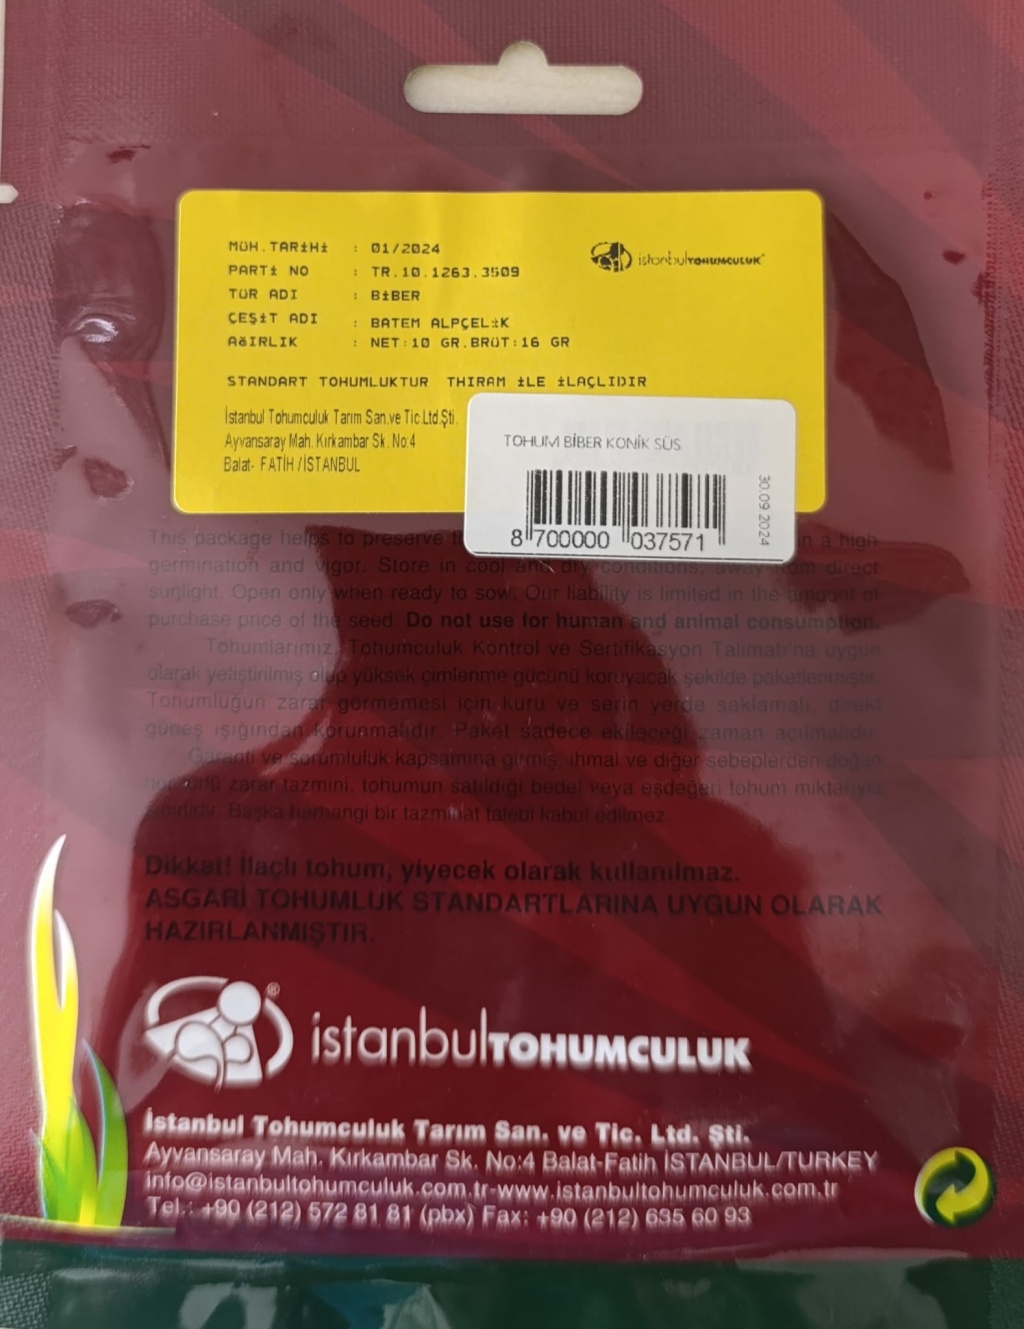 MÜH.TARİHİ : 01/2024
PARTİ NO : TR.10.1263.3509
TÜR ADI : BİBER
ÇEŞİT ADI : BATEM ALPÇELİK
AĞIRLIK : NET:10 GR.BRÜT:16 GR
istanbulTOHUMCULUK
STANDART TOHUMLUKTUR THIRAM İLE İLAÇLIDIR
İstanbul Tohumculuk Tarım San.ve Tic.Ltd.Şti.
Ayvansaray Mah. Kırkambar Sk. No:4
Balat- FATİH /İSTANBUL
TOHUM BİBER KONİK SÜS
30.09.2024
8 700000 037571
This package helps to preserve in a high
germination and vigor. Store in cool and dry conditions, away from direct
sunlight. Open only when ready to sow. Our liability is limited in the amount of
purchase price of the seed. Do not use for human and animal consumption.
Tohumlarımız, Tohumculuk Kontrol ve Sertifikasyon Talimatı'na uygun
olarak yetiştirilmiş olup yüksek çimlenme gücünü koruyacak şekilde paketlenmiştir.
Tohumluğun zarar görmemesi için kuru ve serin yerde saklamalı, direkt
güneş ışığından korunmalıdır. Paket sadece ekileceği zaman açılmalıdır.
Garanti ve sorumluluk kapsamına girmiş, ihmal ve diğer sebeplerden doğan
her türlü zarar tazmini, tohumun satıldığı bedel veya eşdeğeri tohum miktarıyla
sınırlıdır. Başka herhangi bir tazminat talebi kabul edilmez.
Dikkat! İlaçlı tohum, yiyecek olarak kullanılmaz.
ASGARİ TOHUMLUK STANDARTLARINA UYGUN OLARAK
HAZIRLANMIŞTIR.
® istanbulTOHUMCULUK
İstanbul Tohumculuk Tarım San. ve Tic. Ltd. Şti.
Ayvansaray Mah. Kırkambar Sk. No:4 Balat-Fatih İSTANBUL/TURKEY
info@istanbultohumculuk.com.tr-www.istanbultohumculuk.com.tr
Tel.: +90 (212) 572 81 81 (pbx) Fax: +90 (212) 635 60 93